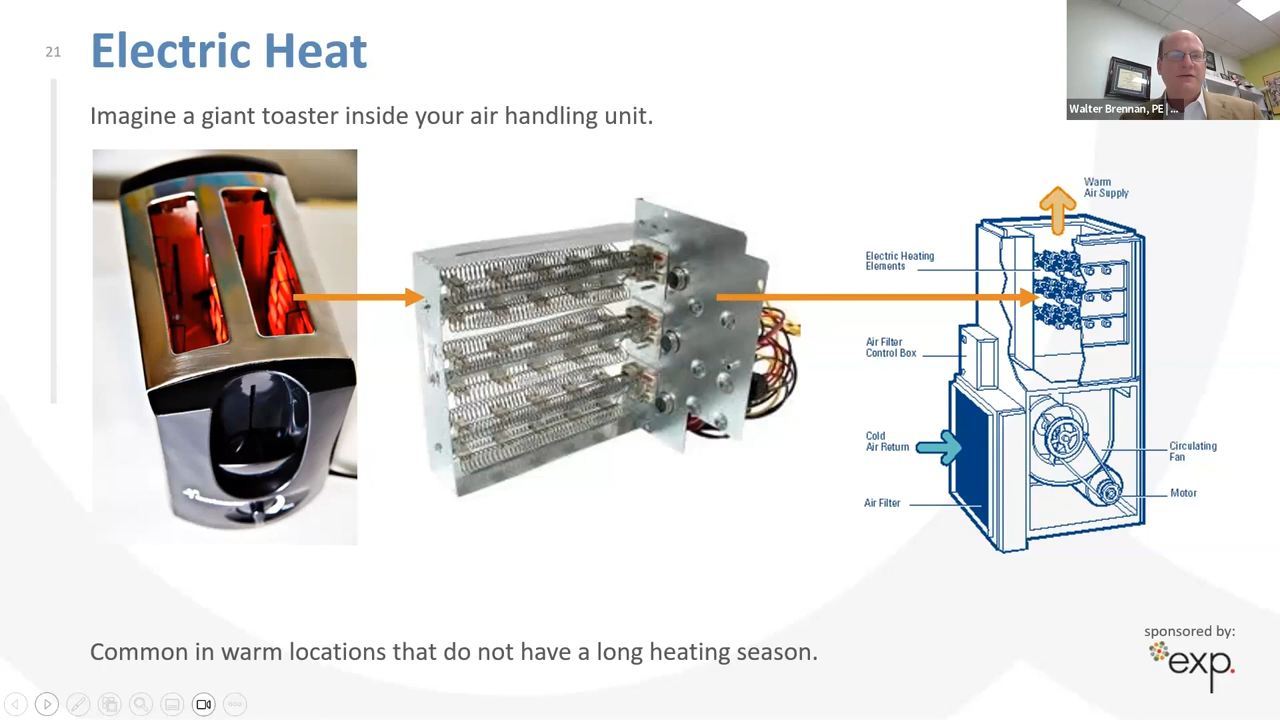 21
Electric Heat
Imagine a giant toaster inside your air handling unit.
Walter Brennan, PE | ...
Warm
Air Supply
Electric Heating
Elements
Air Filter
Control Box
Cold
Air Return
Circulating
Fan
Motor
Air Filter
Common in warm locations that do not have a long heating season.
sponsored by:
exp.